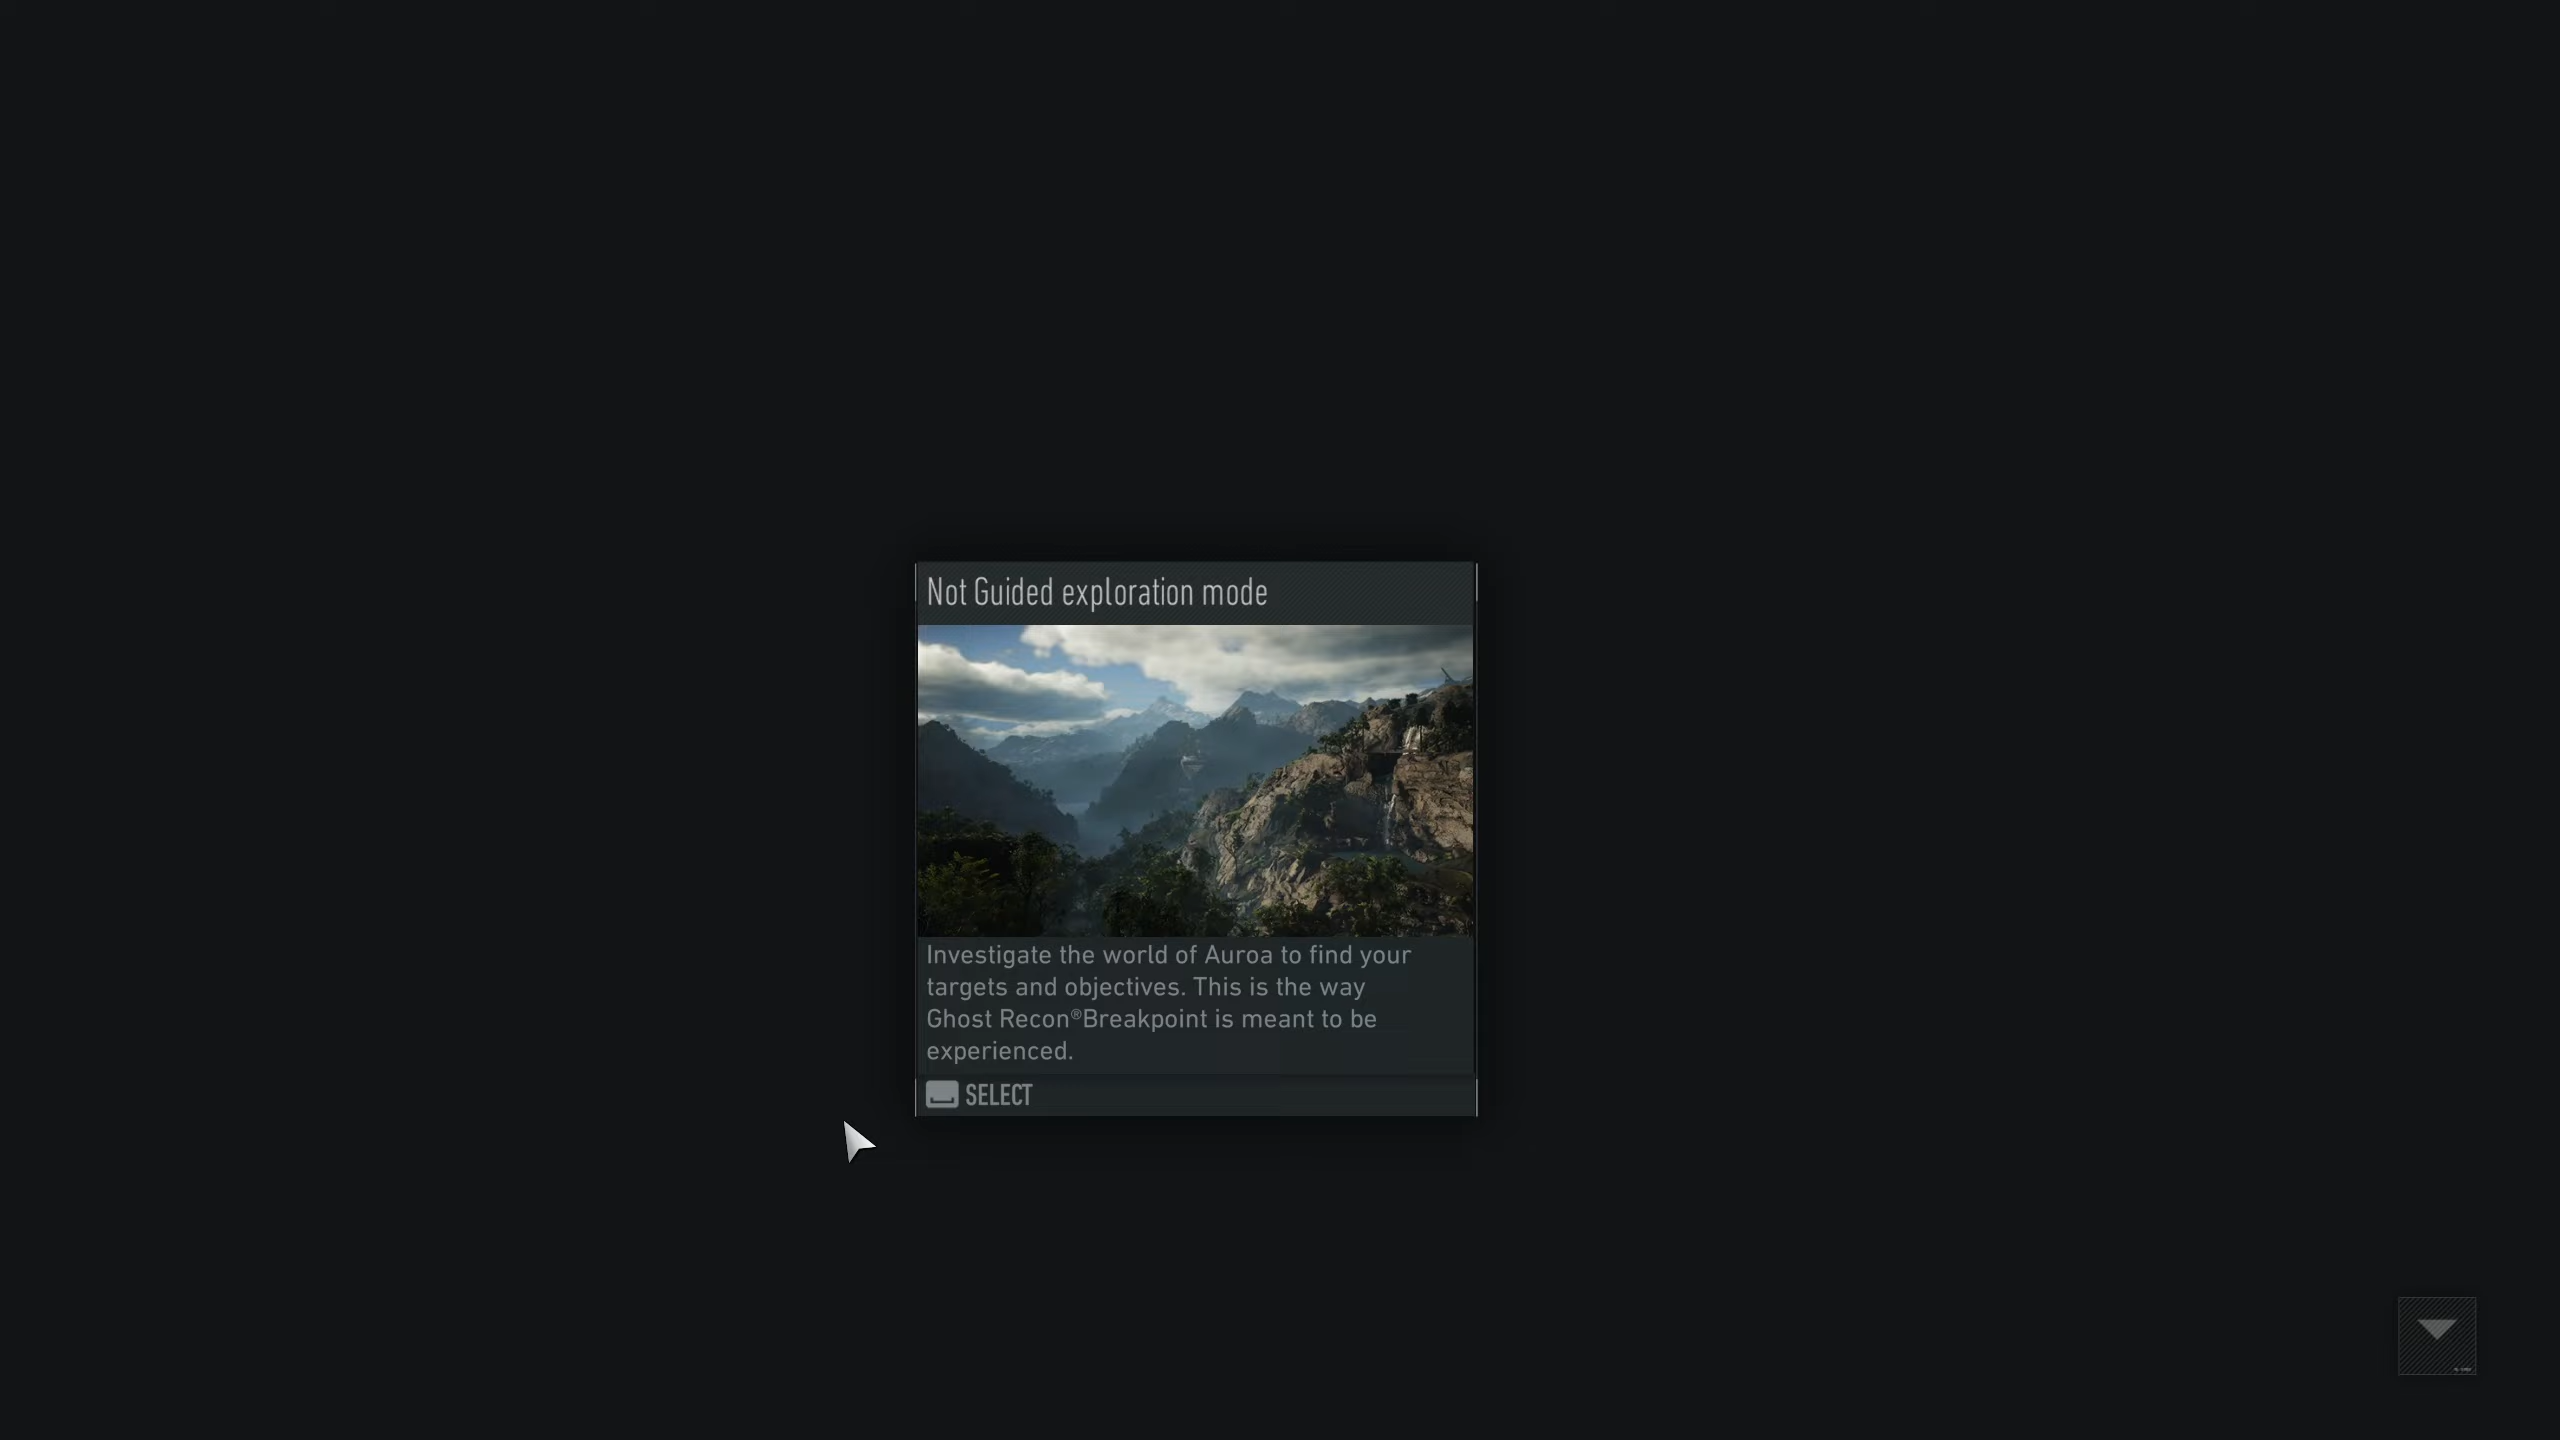 Not Guided exploration mode
Investigate the world of Auroa to find your
targets and objectives. This is the way
Ghost Recon®Breakpoint is meant to be
experienced.
SELECT